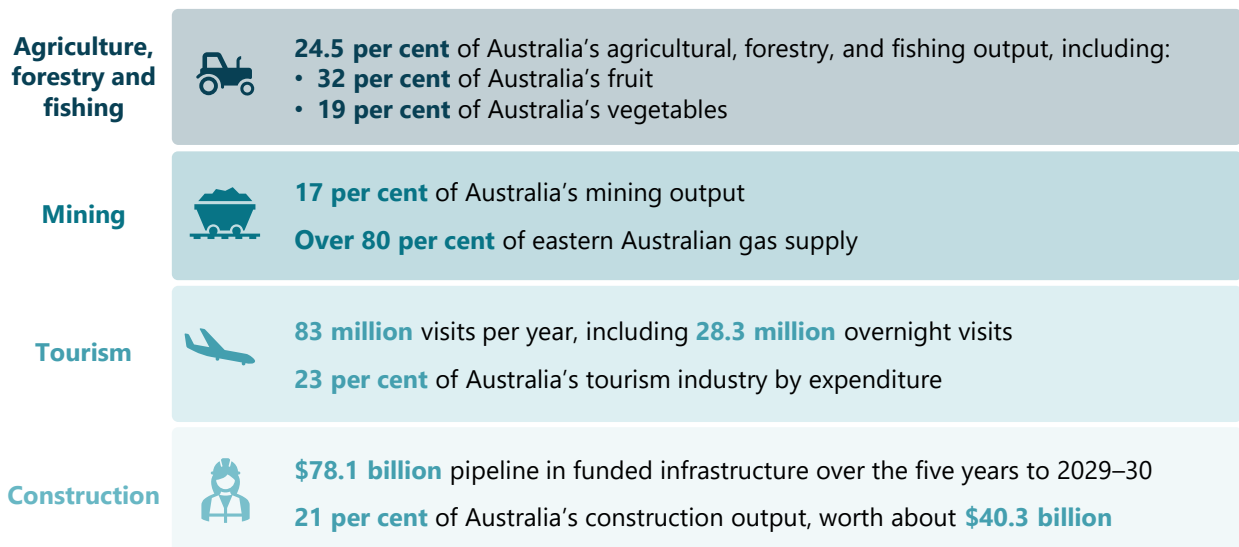 Agriculture, forestry and fishing
24.5 per cent of Australia’s agricultural, forestry, and fishing output, including:
• 32 per cent of Australia’s fruit
• 19 per cent of Australia’s vegetables
Mining
17 per cent of Australia’s mining output
Over 80 per cent of eastern Australian gas supply
Tourism
83 million visits per year, including 28.3 million overnight visits
23 per cent of Australia’s tourism industry by expenditure
Construction
$78.1 billion pipeline in funded infrastructure over the five years to 2029–30
21 per cent of Australia’s construction output, worth about $40.3 billion